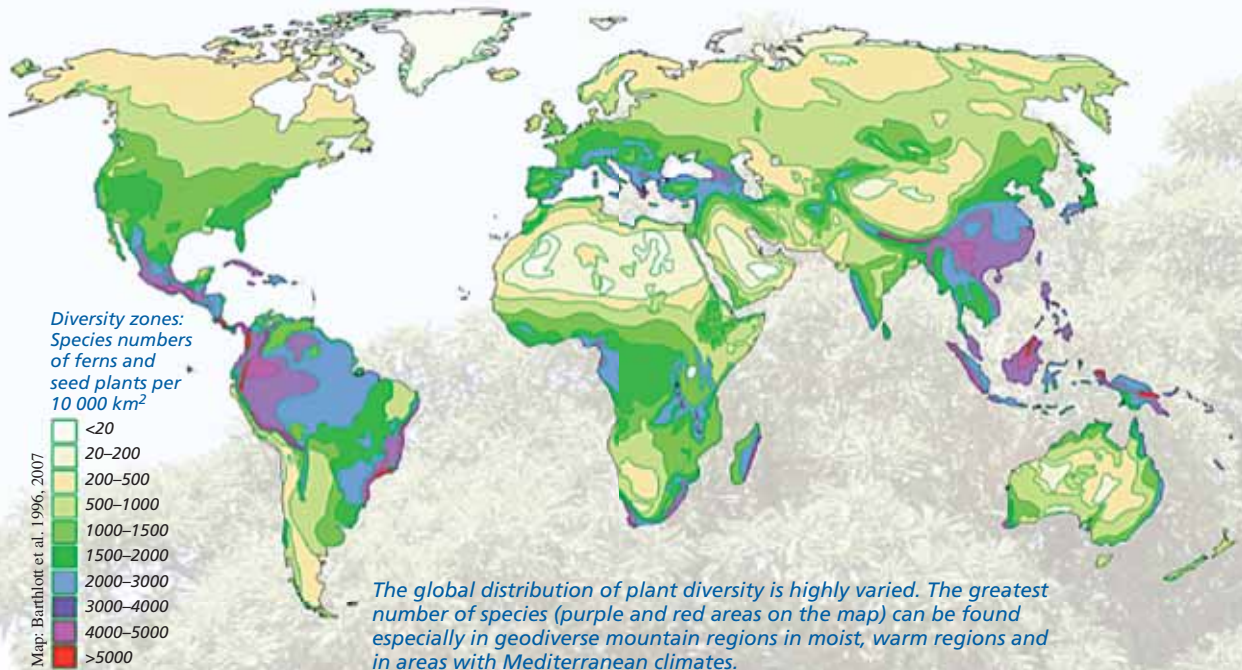 Diversity zones:
Species numbers
of ferns and
seed plants per
10 000 km²
<20
20–200
200–500
500–1000
1000–1500
1500–2000
2000–3000
3000–4000
4000–5000
>5000
Map: Barthlott et al. 1996, 2007
The global distribution of plant diversity is highly varied. The greatest
number of species (purple and red areas on the map) can be found
especially in geodiverse mountain regions in moist, warm regions and
in areas with Mediterranean climates.